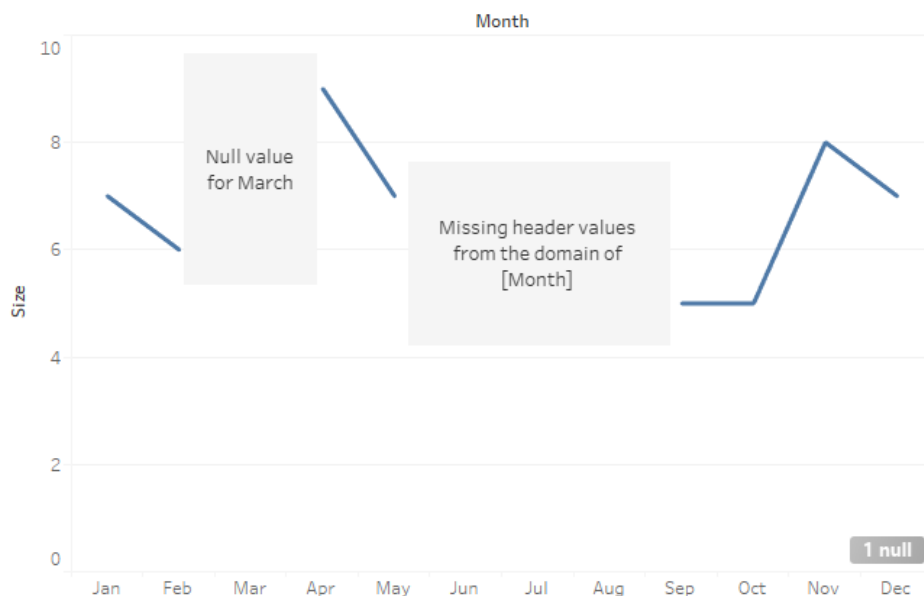 Month
10
8
6
4
2
0
Size
Null value
for March
Missing header values
from the domain of
[Month]
1 null
Jan Feb Mar Apr May Jun Jul Aug Sep Oct Nov Dec